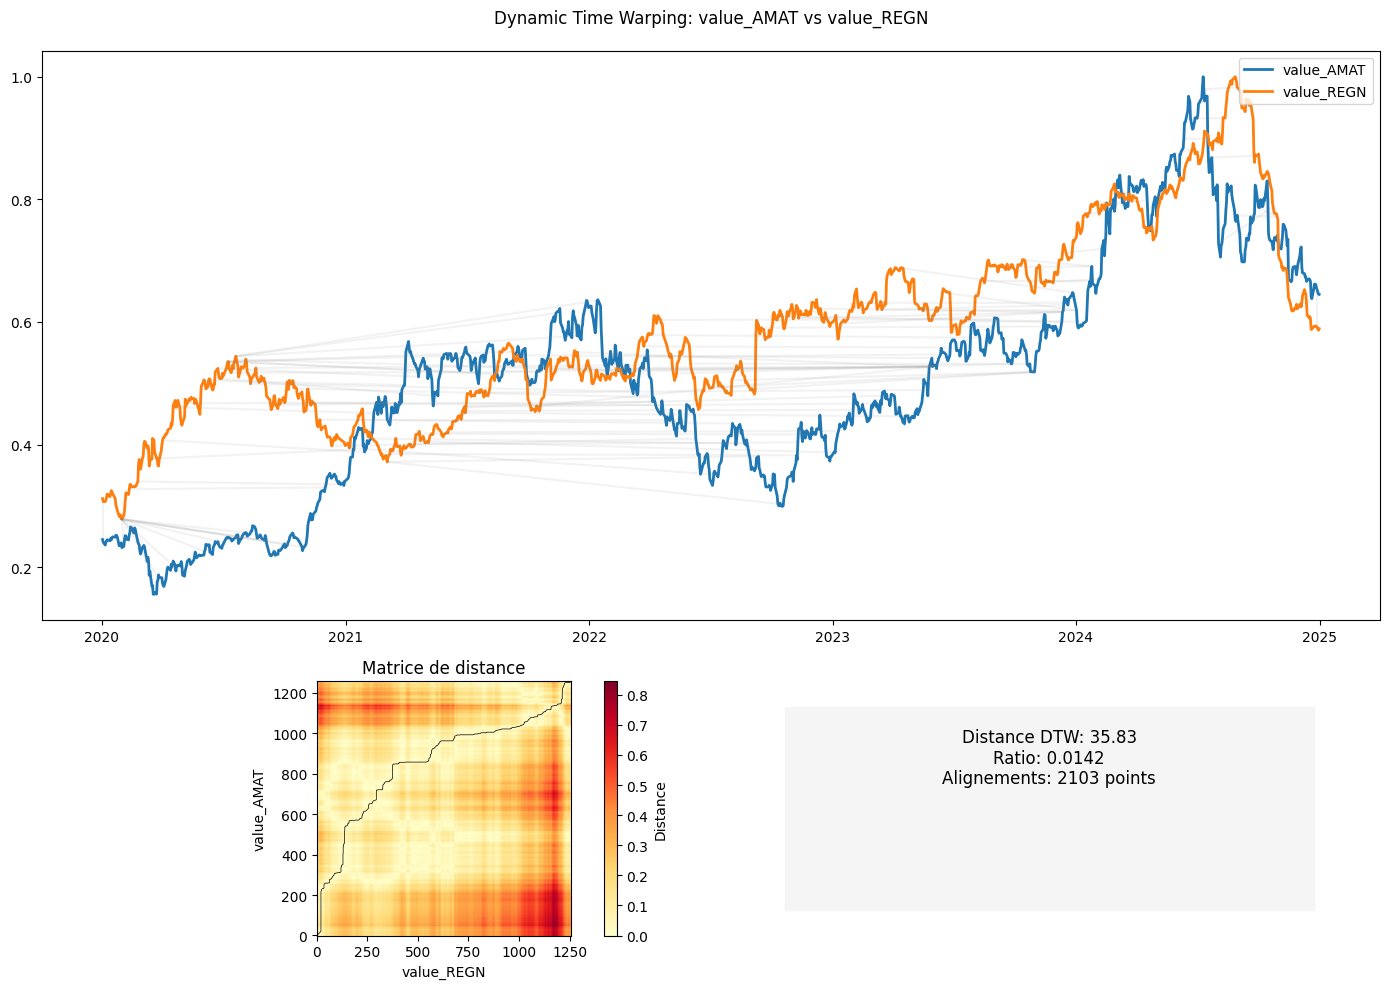 Dynamic Time Warping: value_AMAT vs value_REGN
value_AMAT
value_REGN
1.0
0.8
0.6
0.4
0.2
2020 2021 2022 2023 2024 2025
Matrice de distance
value_AMAT
1200
1000
800
600
400
200
0
0 250 500 750 1000 1250
value_REGN
0.8
0.7
0.6
0.5
0.4
0.3
0.2
0.1
0.0
Distance
Distance DTW: 35.83
Ratio: 0.0142
Alignements: 2103 points